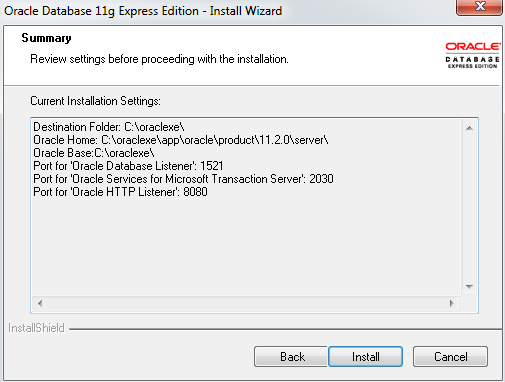 Oracle Database 11g Express Edition - Install Wizard
Summary
Review settings before proceeding with the installation.
ORACLE
DATABASE
EXPRESS EDITION
Current Installation Settings:
Destination Folder: C:\oraclexe\
Oracle Home: C:\oraclexe\app\oracle\product\11.2.0\server\
Oracle Base:C:\oraclexe\
Port for 'Oracle Database Listener': 1521
Port for 'Oracle Services for Microsoft Transaction Server': 2030
Port for 'Oracle HTTP Listener': 8080
InstallShield
Back Install Cancel